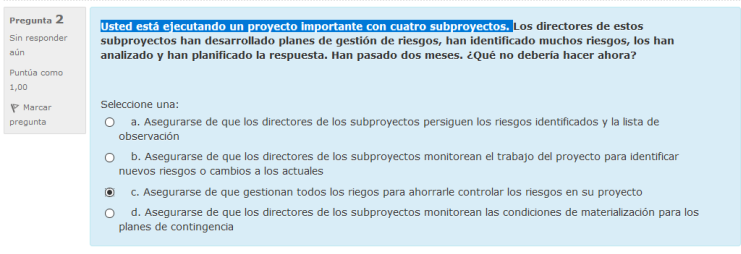 Pregunta 2
Sin responder
aún
Puntúa como
1,00
Marcar
pregunta
Usted está ejecutando un proyecto importante con cuatro subproyectos. Los directores de estos
subproyectos han desarrollado planes de gestión de riesgos, han identificado muchos riesgos, los han
analizado y han planificado la respuesta. Han pasado dos meses. ¿Qué no debería hacer ahora?
Seleccione una:
a. Asegurarse de que los directores de los subproyectos persiguen los riesgos identificados y la lista de
observación
b. Asegurarse de que los directores de los subproyectos monitorean el trabajo del proyecto para identificar
nuevos riesgos o cambios a los actuales
c. Asegurarse de que gestionan todos los riegos para ahorrarle controlar los riesgos en su proyecto
d. Asegurarse de que los directores de los subproyectos monitorean las condiciones de materialización para los
planes de contingencia